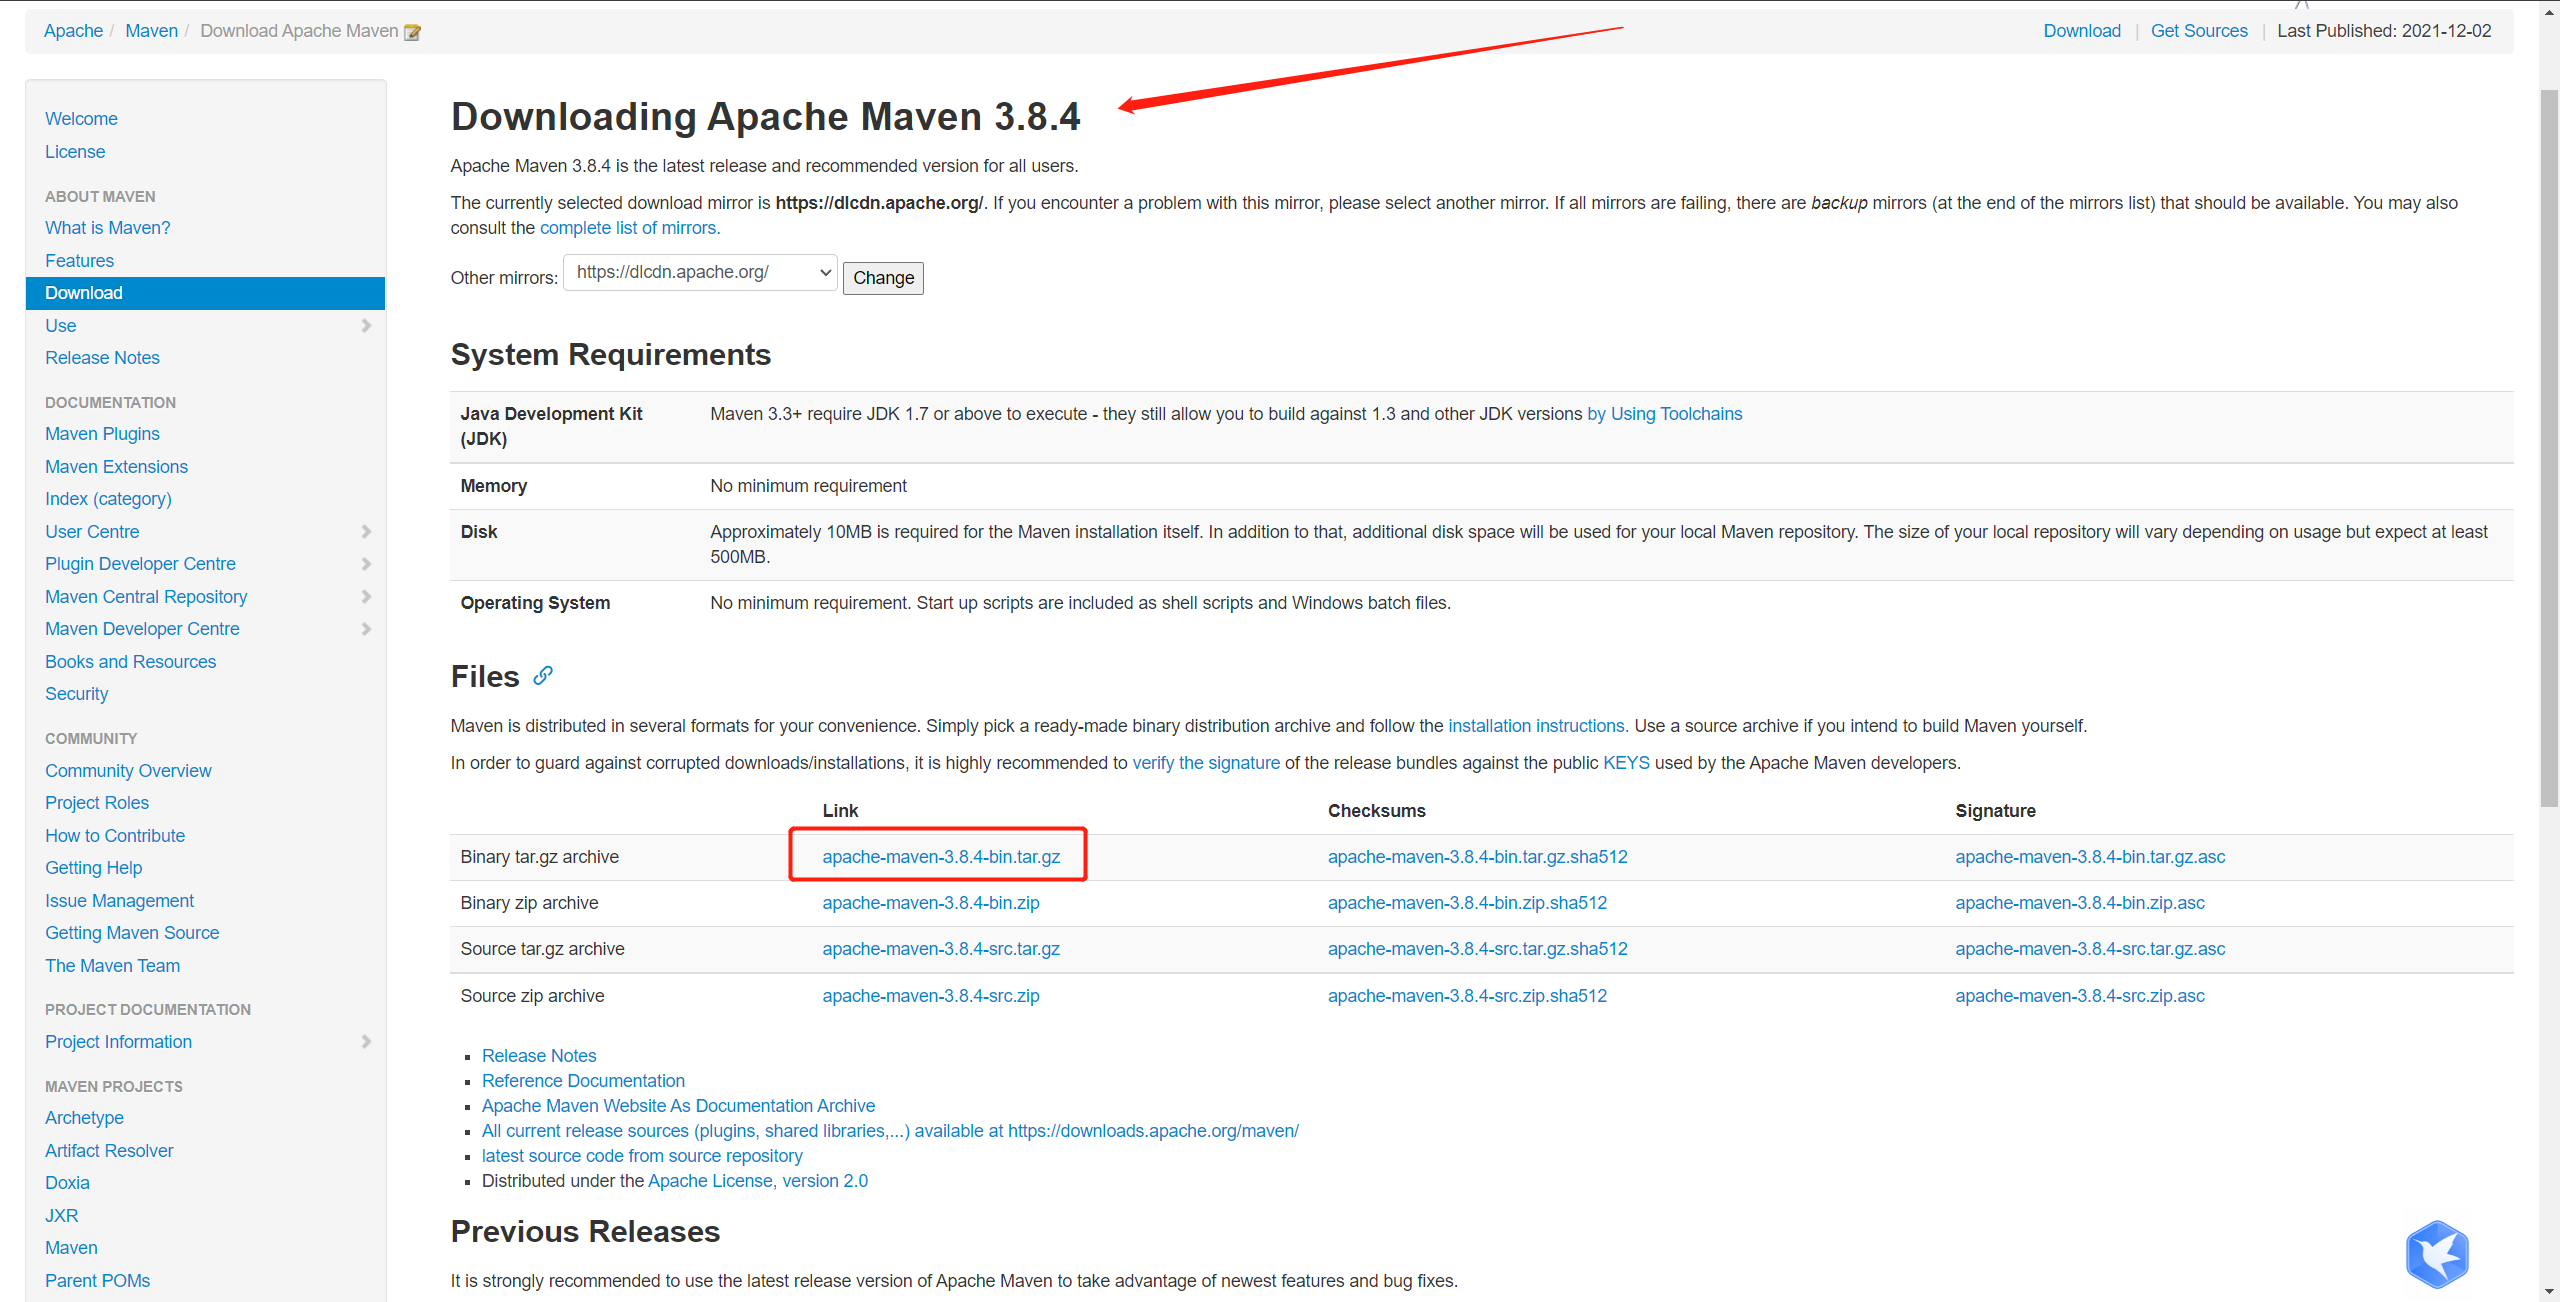 Apache / Maven / Download Apache Maven
Download | Get Sources | Last Published: 2021-12-02
Welcome
License
ABOUT MAVEN
What is Maven?
Features
Download
Use
Release Notes
DOCUMENTATION
Maven Plugins
Maven Extensions
Index (category)
User Centre
Plugin Developer Centre
Maven Central Repository
Maven Developer Centre
Books and Resources
Security
COMMUNITY
Community Overview
Project Roles
How to Contribute
Getting Help
Issue Management
Getting Maven Source
The Maven Team
PROJECT DOCUMENTATION
Project Information
MAVEN PROJECTS
Archetype
Artifact Resolver
Doxia
JXR
Maven
Parent POMs
Downloading Apache Maven 3.8.4
Apache Maven 3.8.4 is the latest release and recommended version for all users.
The currently selected download mirror is https://dlcdn.apache.org/. If you encounter a problem with this mirror, please select another mirror. If all mirrors are failing, there are backup mirrors (at the end of the mirrors list) that should be available. You may also
consult the complete list of mirrors.
Other mirrors: https://dlcdn.apache.org/ Change
System Requirements
Java Development Kit Maven 3.3+ require JDK 1.7 or above to execute - they still allow you to build against 1.3 and other JDK versions by Using Toolchains
(JDK)
Memory No minimum requirement
Disk Approximately 10MB is required for the Maven installation itself. In addition to that, additional disk space will be used for your local Maven repository. The size of your local repository will vary depending on usage but expect at least
500MB.
Operating System No minimum requirement. Start up scripts are included as shell scripts and Windows batch files.
Files
Maven is distributed in several formats for your convenience. Simply pick a ready-made binary distribution archive and follow the installation instructions. Use a source archive if you intend to build Maven yourself.
In order to guard against corrupted downloads/installations, it is highly recommended to verify the signature of the release bundles against the public KEYS used by the Apache Maven developers.
Link Checksums Signature
Binary tar.gz archive apache-maven-3.8.4-bin.tar.gz apache-maven-3.8.4-bin.tar.gz.sha512 apache-maven-3.8.4-bin.tar.gz.asc
Binary zip archive apache-maven-3.8.4-bin.zip apache-maven-3.8.4-bin.zip.sha512 apache-maven-3.8.4-bin.zip.asc
Source tar.gz archive apache-maven-3.8.4-src.tar.gz apache-maven-3.8.4-src.tar.gz.sha512 apache-maven-3.8.4-src.tar.gz.asc
Source zip archive apache-maven-3.8.4-src.zip apache-maven-3.8.4-src.zip.sha512 apache-maven-3.8.4-src.zip.asc
Release Notes
Reference Documentation
Apache Maven Website As Documentation Archive
All current release sources (plugins, shared libraries,...) available at https://downloads.apache.org/maven/
latest source code from source repository
Distributed under the Apache License, version 2.0
Previous Releases
It is strongly recommended to use the latest release version of Apache Maven to take advantage of newest features and bug fixes.